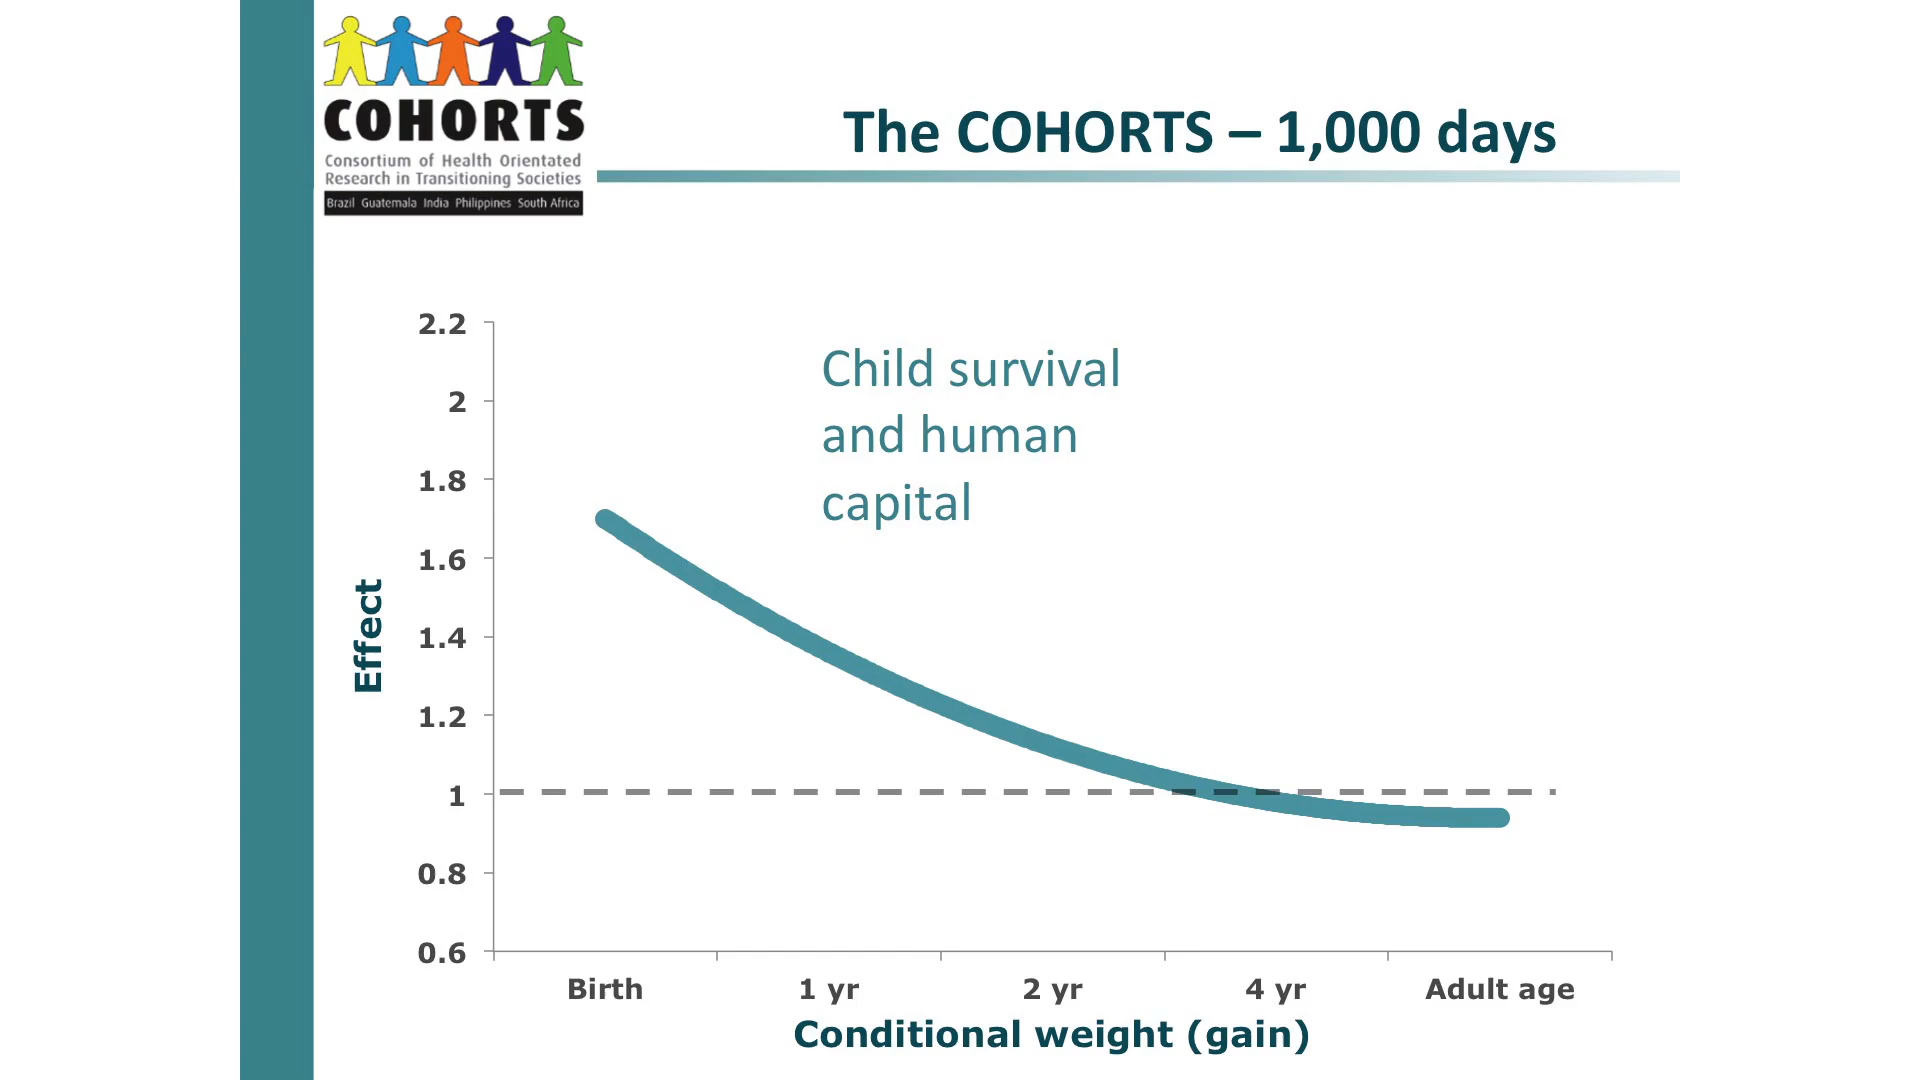 COHORTS
Consortium of Health Orientated
Research in Transitioning Societies
Brazil Guatemala India Philippines South Africa
The COHORTS – 1,000 days
Child survival
and human
capital
Effect
2.2
2
1.8
1.6
1.4
1.2
1
0.8
0.6
Birth 1 yr 2 yr 4 yr Adult age
Conditional weight (gain)